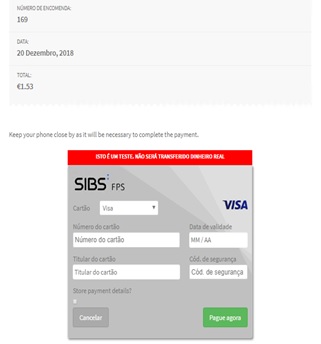 NÚMERO DE ENCOMENDA:
169
DATA:
20 Dezembro, 2018
TOTAL:
€1.53
Keep your phone close by as it will be necessary to complete the payment.
ISTO É UM TESTE. NÃO SERÁ TRANSFERIDO DINHEIRO REAL
SIBS FPS
VISA
Cartão Visa
Número do cartão Data de validade
Número do cartão MM / AA
Titular do cartão Cód. de segurança
Titular do cartão Cód. de segurança
Store payment details?
Cancelar Pague agora